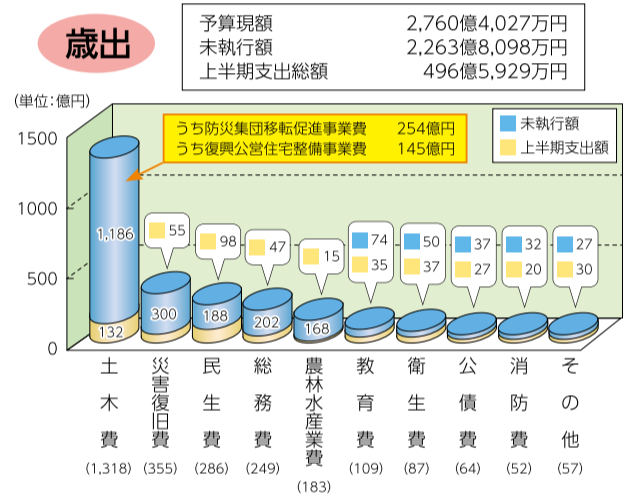 歳出
予算現額 2,760億4,027万円
未執行額 2,263億8,098万円
上半期支出総額 496億5,929万円
(単位:億円)
うち防災集団移転促進事業費 254億円
うち復興公営住宅整備事業費 145億円
未執行額
上半期支出額
1500
1000
500
0
1,186
132
55
300
98
188
47
202
15
168
74
35
50
37
37
27
32
20
27
30
土木費
(1,318)
災害復旧費
(355)
民生費
(286)
総務費
(249)
農林水産業費
(183)
教育費
(109)
衛生費
(87)
公債費
(64)
消防費
(52)
その他
(57)